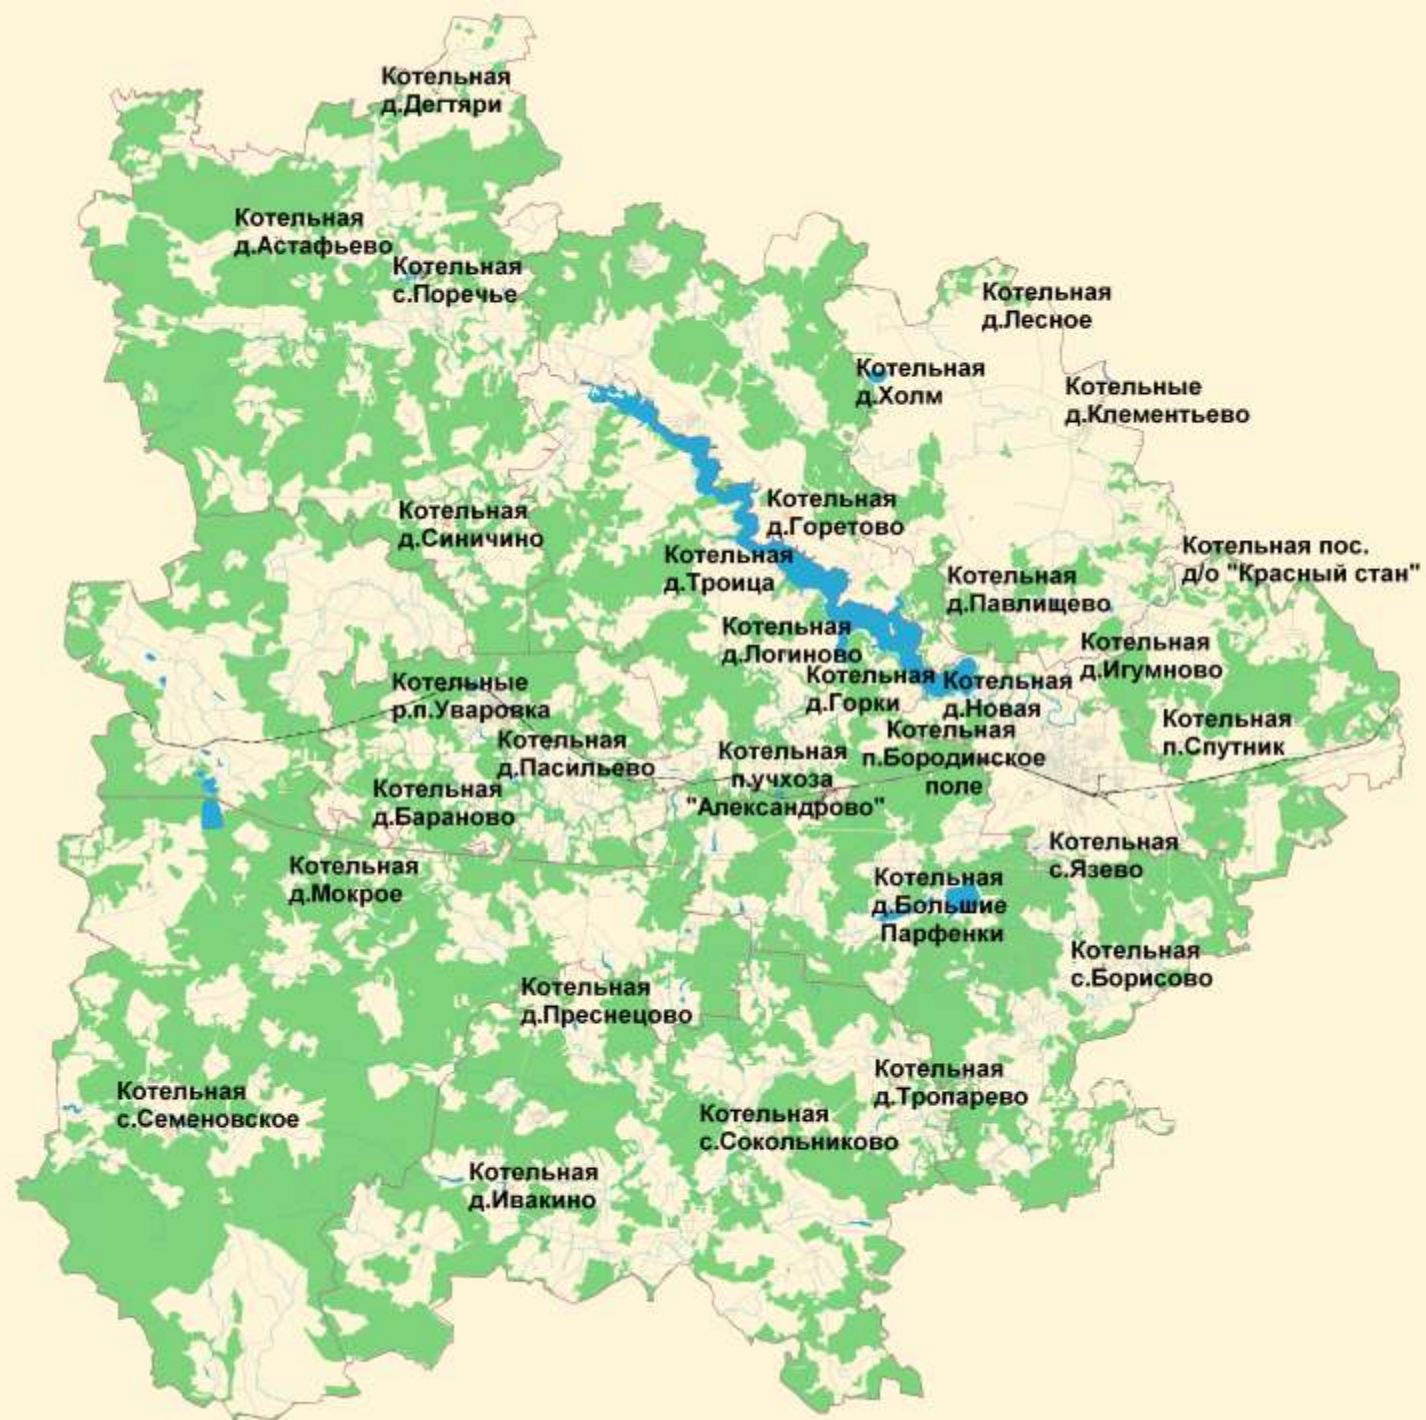 Котельная
д.Дегтяри
Котельная
д.Астафьево
Котельная
с.Поречье
Котельная
д.Лесное
Котельная
д.Холм
Котельные
д.Клементьево
Котельная
д.Горетово
Котельная
д.Синичино
Котельная
д.Троица
Котельная пос.
д/о "Красный стан"
Котельная
д.Павлищево
Котельная
д.Логиново
Котельная
д.Игумново
Котельная
д.Горки
Котельная
д.Новая
Котельные
р.п.Уваровка
Котельная
п.Спутник
Котельная
д.Пасильево
Котельная
п.учхоза
"Александрово"
Котельная
п.Бородинское
поле
Котельная
д.Бараново
Котельная
с.Язево
Котельная
д.Мокрое
Котельная
д.Большие
Парфенки
Котельная
с.Борисово
Котельная
д.Преснецово
Котельная
д.Тропарево
Котельная
с.Семеновское
Котельная
с.Сокольниково
Котельная
д.Ивакино